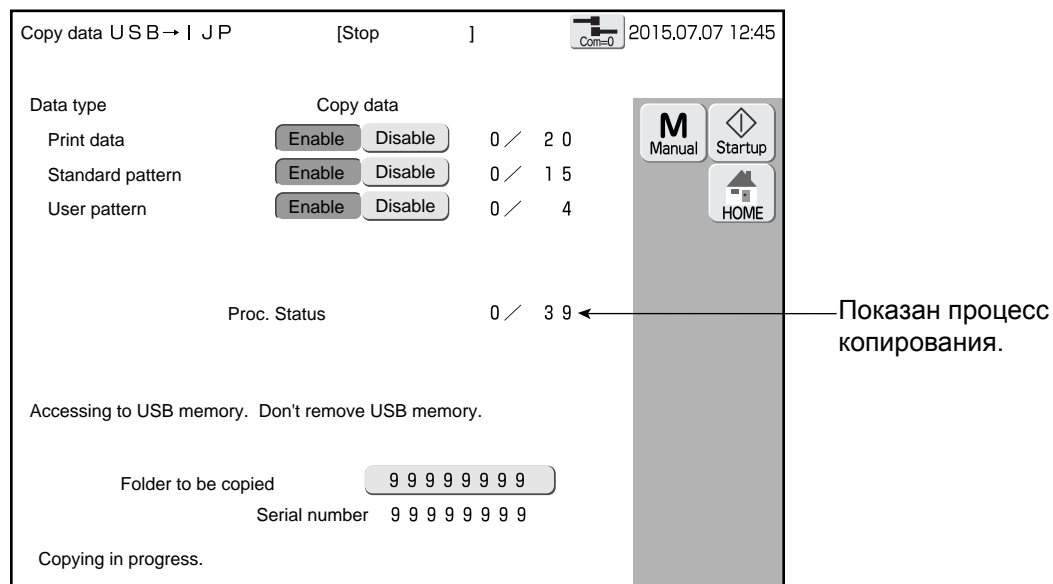 Copy data USB→IJP [Stop ] Com=0 2015.07.07 12:45
Data type Copy data
Print data Enable Disable 0/ 20
Standard pattern Enable Disable 0/ 15
User pattern Enable Disable 0/ 4
M Manual Startup
HOME
Proc. Status 0/ 39
Показан процесс
копирования.
Accessing to USB memory. Don't remove USB memory.
Folder to be copied 99999999
Serial number 99999999
Copying in progress.